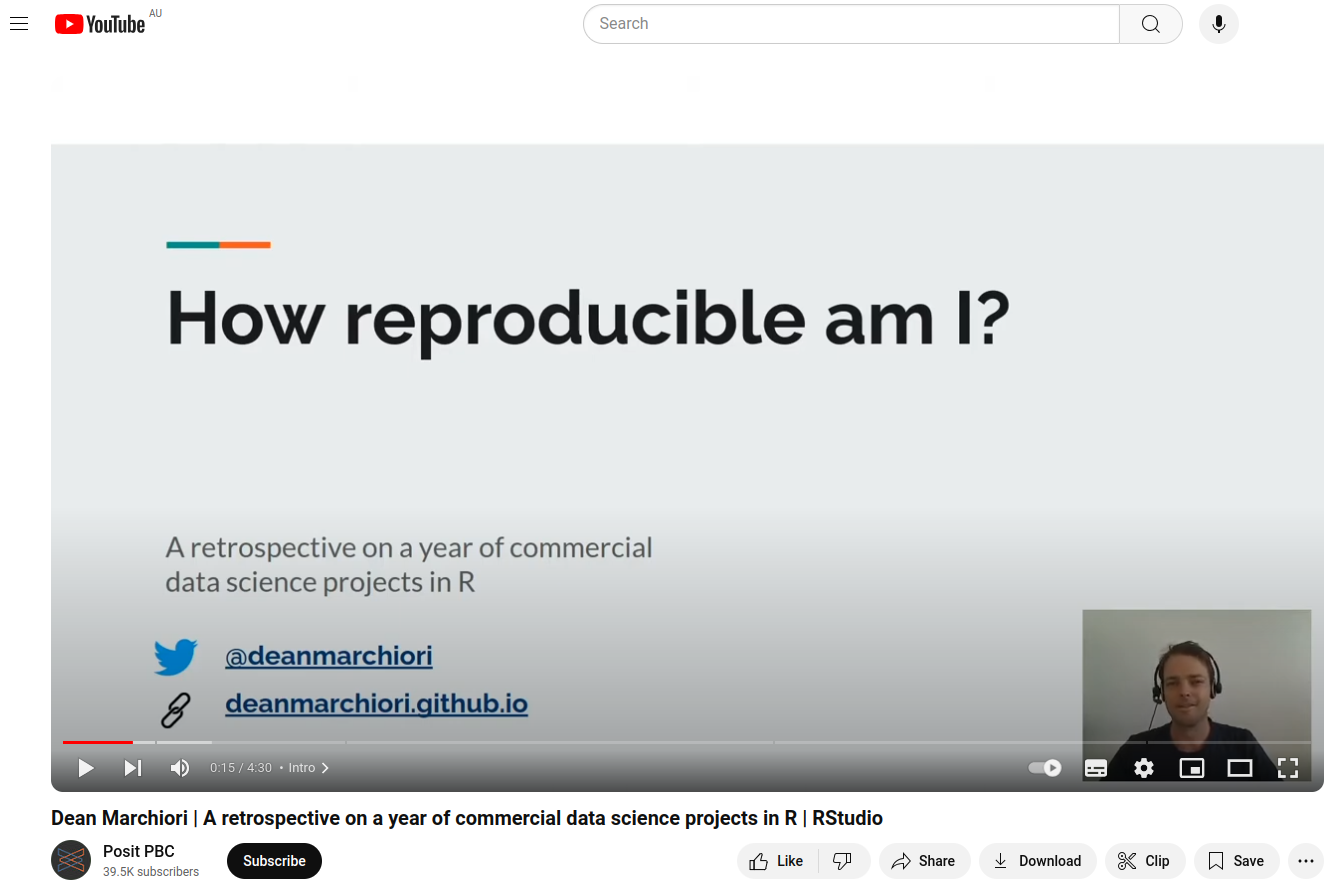 YouTube AU
Search
How reproducible am I?
A retrospective on a year of commercial
data science projects in R
@deanmarchiori
deanmarchiori.github.io
0:15 / 4:30 • Intro
Dean Marchiori | A retrospective on a year of commercial data science projects in R | RStudio
Posit PBC
39.5K subscribers
Subscribe
Like
Share
Download
Clip
Save